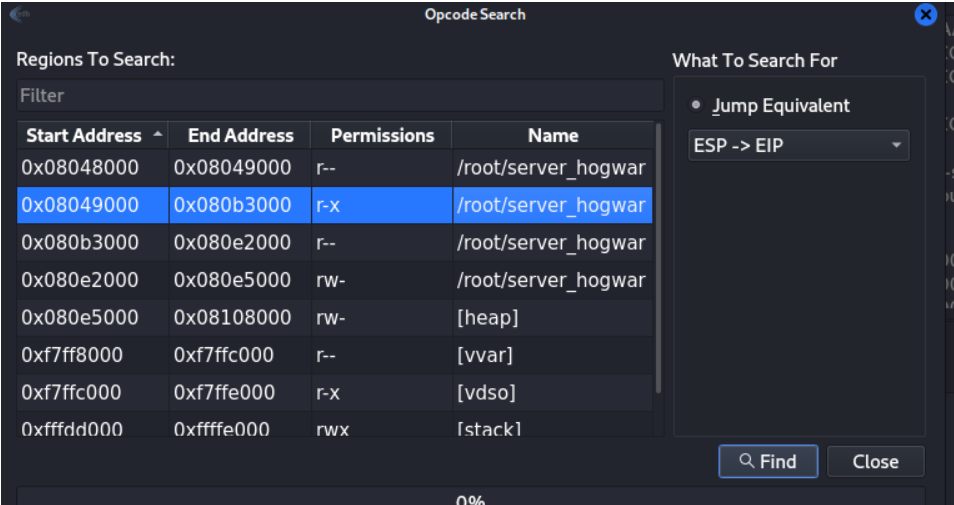 Opcode Search
Regions To Search:
Filter
Start Address End Address Permissions Name
0x08048000 0x08049000 r-- /root/server_hogwar
0x08049000 0x080b3000 r-x /root/server_hogwar
0x080b3000 0x080e2000 r-- /root/server_hogwar
0x080e2000 0x080e5000 rw- /root/server_hogwar
0x080e5000 0x08108000 rw- [heap]
0xf7ff8000 0xf7ffc000 r-- [vvar]
0xf7ffc000 0xf7ffe000 r-x [vdso]
0xfffdd000 0xffffe000 rwx [stack]
What To Search For
Jump Equivalent
ESP -> EIP
Find Close
0%